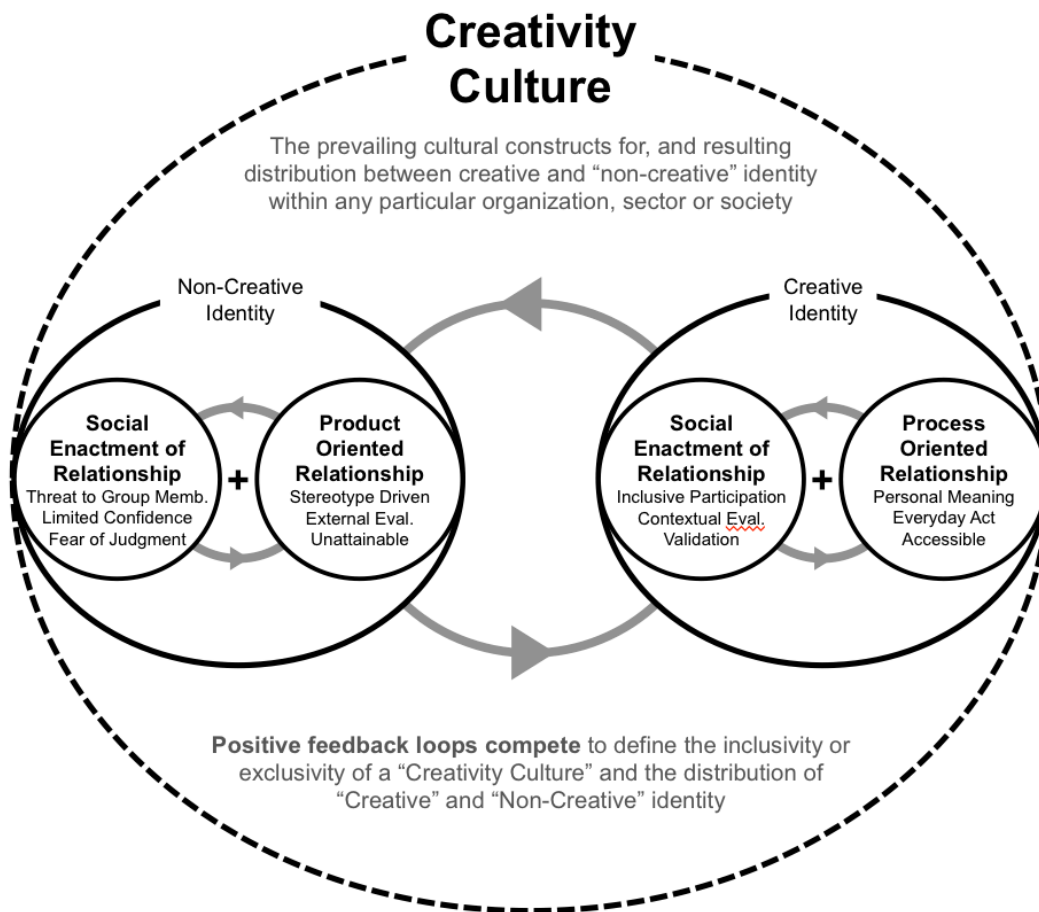 Creativity
Culture
The prevailing cultural constructs for, and resulting
distribution between creative and “non-creative” identity
within any particular organization, sector or society
Non-Creative
Identity
Creative
Identity
Social
Enactment of
Relationship
Threat to Group Memb.
Limited Confidence
Fear of Judgment
+
Product
Oriented
Relationship
Stereotype Driven
External Eval.
Unattainable
Social
Enactment of
Relationship
Inclusive Participation
Contextual Eval.
Validation
+
Process
Oriented
Relationship
Personal Meaning
Everyday Act
Accessible
Positive feedback loops compete to define the inclusivity or
exclusivity of a “Creativity Culture” and the distribution of
“Creative” and “Non-Creative” identity